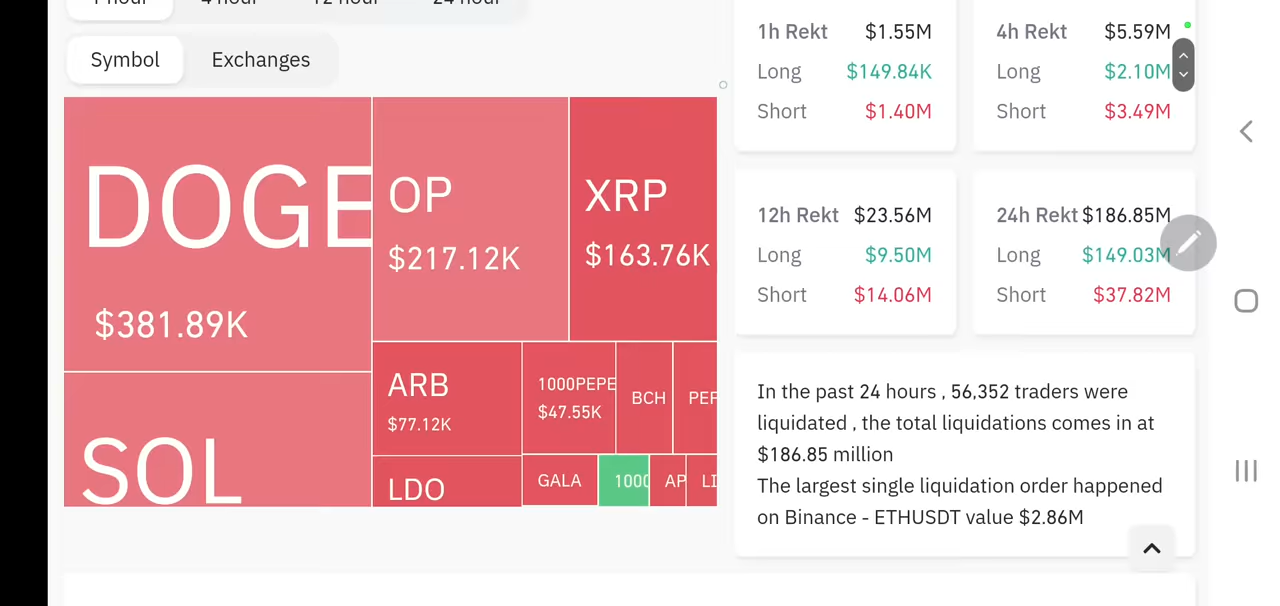 Symbol Exchanges
DOGE
$381.89K
OP
$217.12K
XRP
$163.76K
SOL
ARB
$77.12K
1000PEPE
$47.55K
BCH
LDO
GALA
1h Rekt $1.55M
Long $149.84K
Short $1.40M
4h Rekt $5.59M
Long $2.10M
Short $3.49M
12h Rekt $23.56M
Long $9.50M
Short $14.06M
24h Rekt $186.85M
Long $149.03M
Short $37.82M
In the past 24 hours , 56,352 traders were
liquidated , the total liquidations comes in at
$186.85 million
The largest single liquidation order happened
on Binance - ETHUSDT value $2.86M